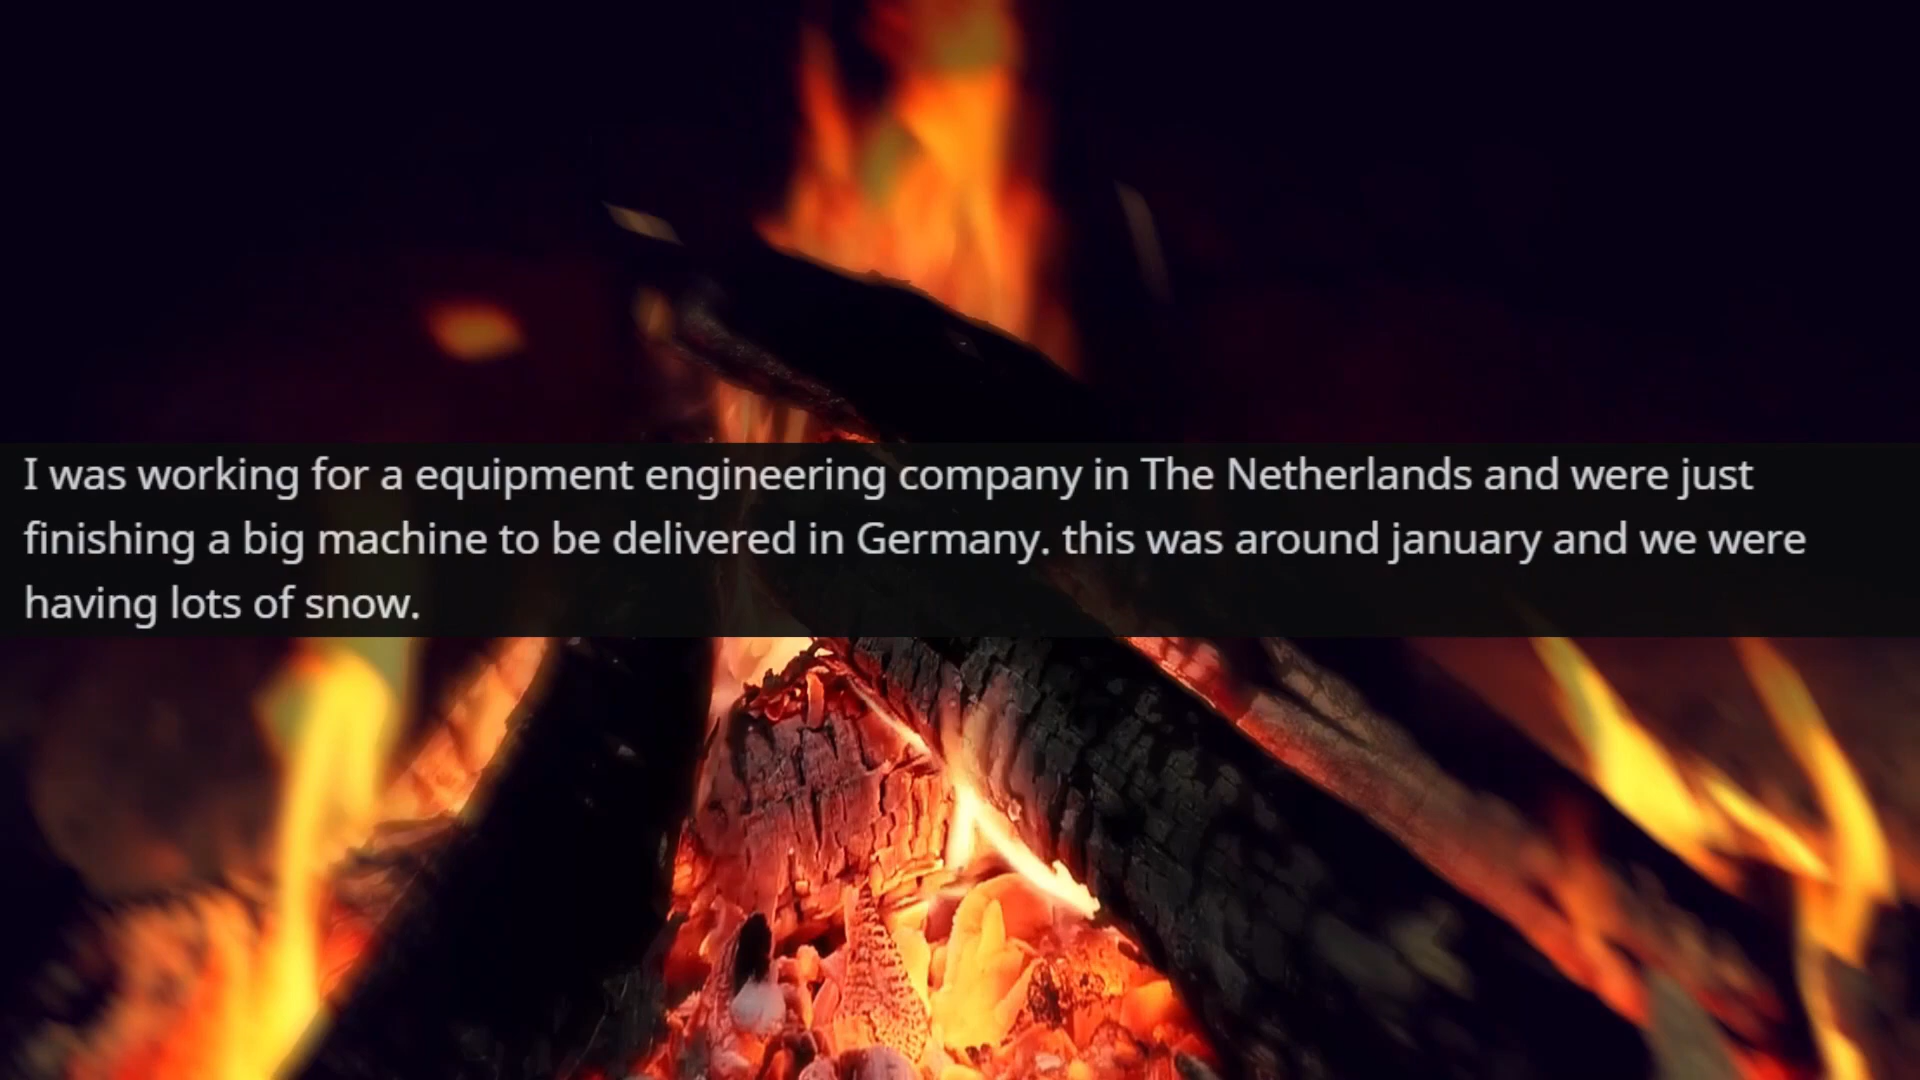 I was working for a equipment engineering company in The Netherlands and were just
finishing a big machine to be delivered in Germany. this was around january and we were
having lots of snow.